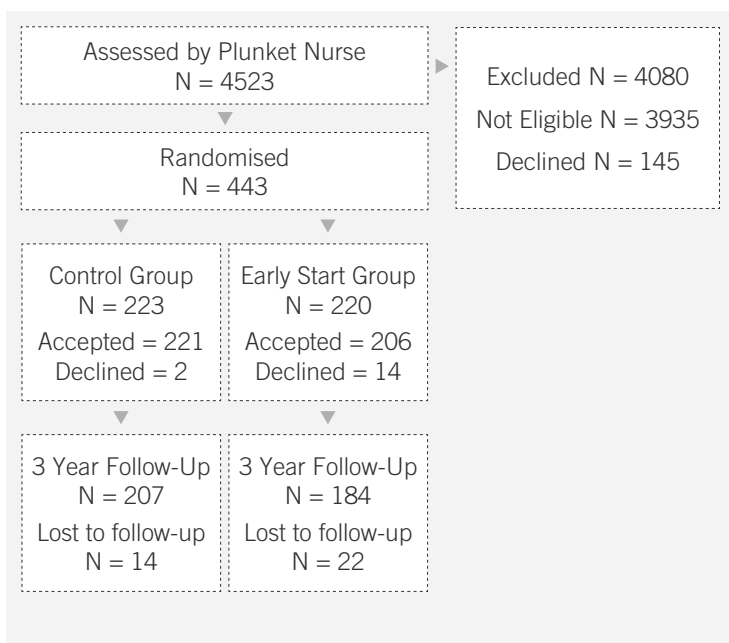 Assessed by Plunket Nurse
N = 4523
Excluded N = 4080
Not Eligible N = 3935
Declined N = 145
Randomised
N = 443
Control Group
N = 223
Accepted = 221
Declined = 2
Early Start Group
N = 220
Accepted = 206
Declined = 14
3 Year Follow-Up
N = 207
Lost to follow-up
N = 14
3 Year Follow-Up
N = 184
Lost to follow-up
N = 22